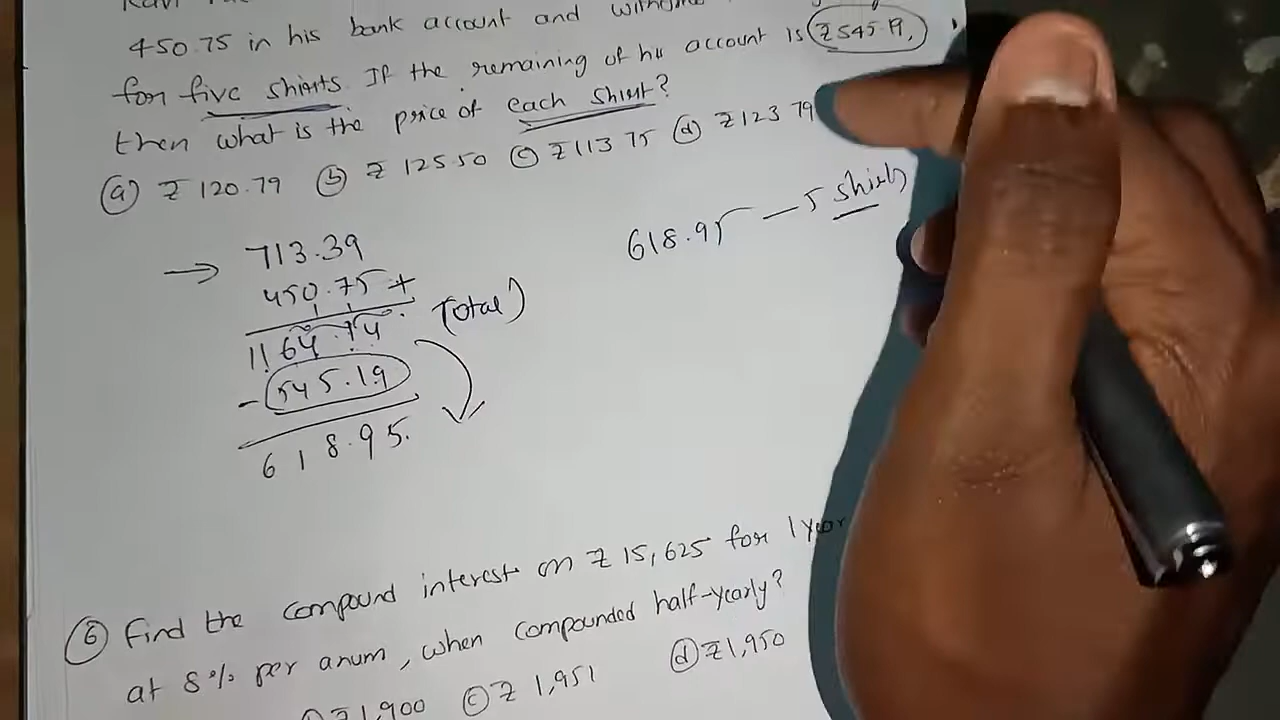 450.75 in his bank account and
for five shirts If the remaining of his account is ₹545.19,
then what is the price of each shirt?
(a) ₹ 120.79 (b) ₹ 125.50 (c) ₹113.75 (d) ₹123.79
→ 713.39
450.75 +
1164.14 (total)
- 545.19
618.95.
618.95 — 5 shirts
(6) Find the compound interest on ₹ 15,625 for 1 year
at 8% per anum, when compounded half-yearly?
₹1,900 (c) ₹ 1,951 (d) ₹1,950